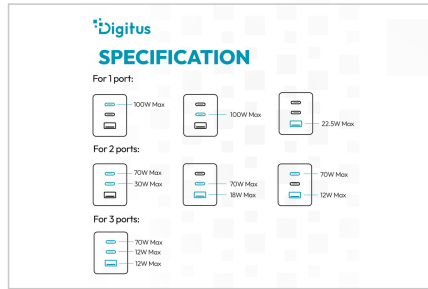 Digitus
SPECIFICATION
For 1 port:
100W Max
100W Max
22.5W Max
For 2 ports:
70W Max
30W Max
70W Max
18W Max
70W Max
12W Max
For 3 ports:
70W Max
12W Max
12W Max